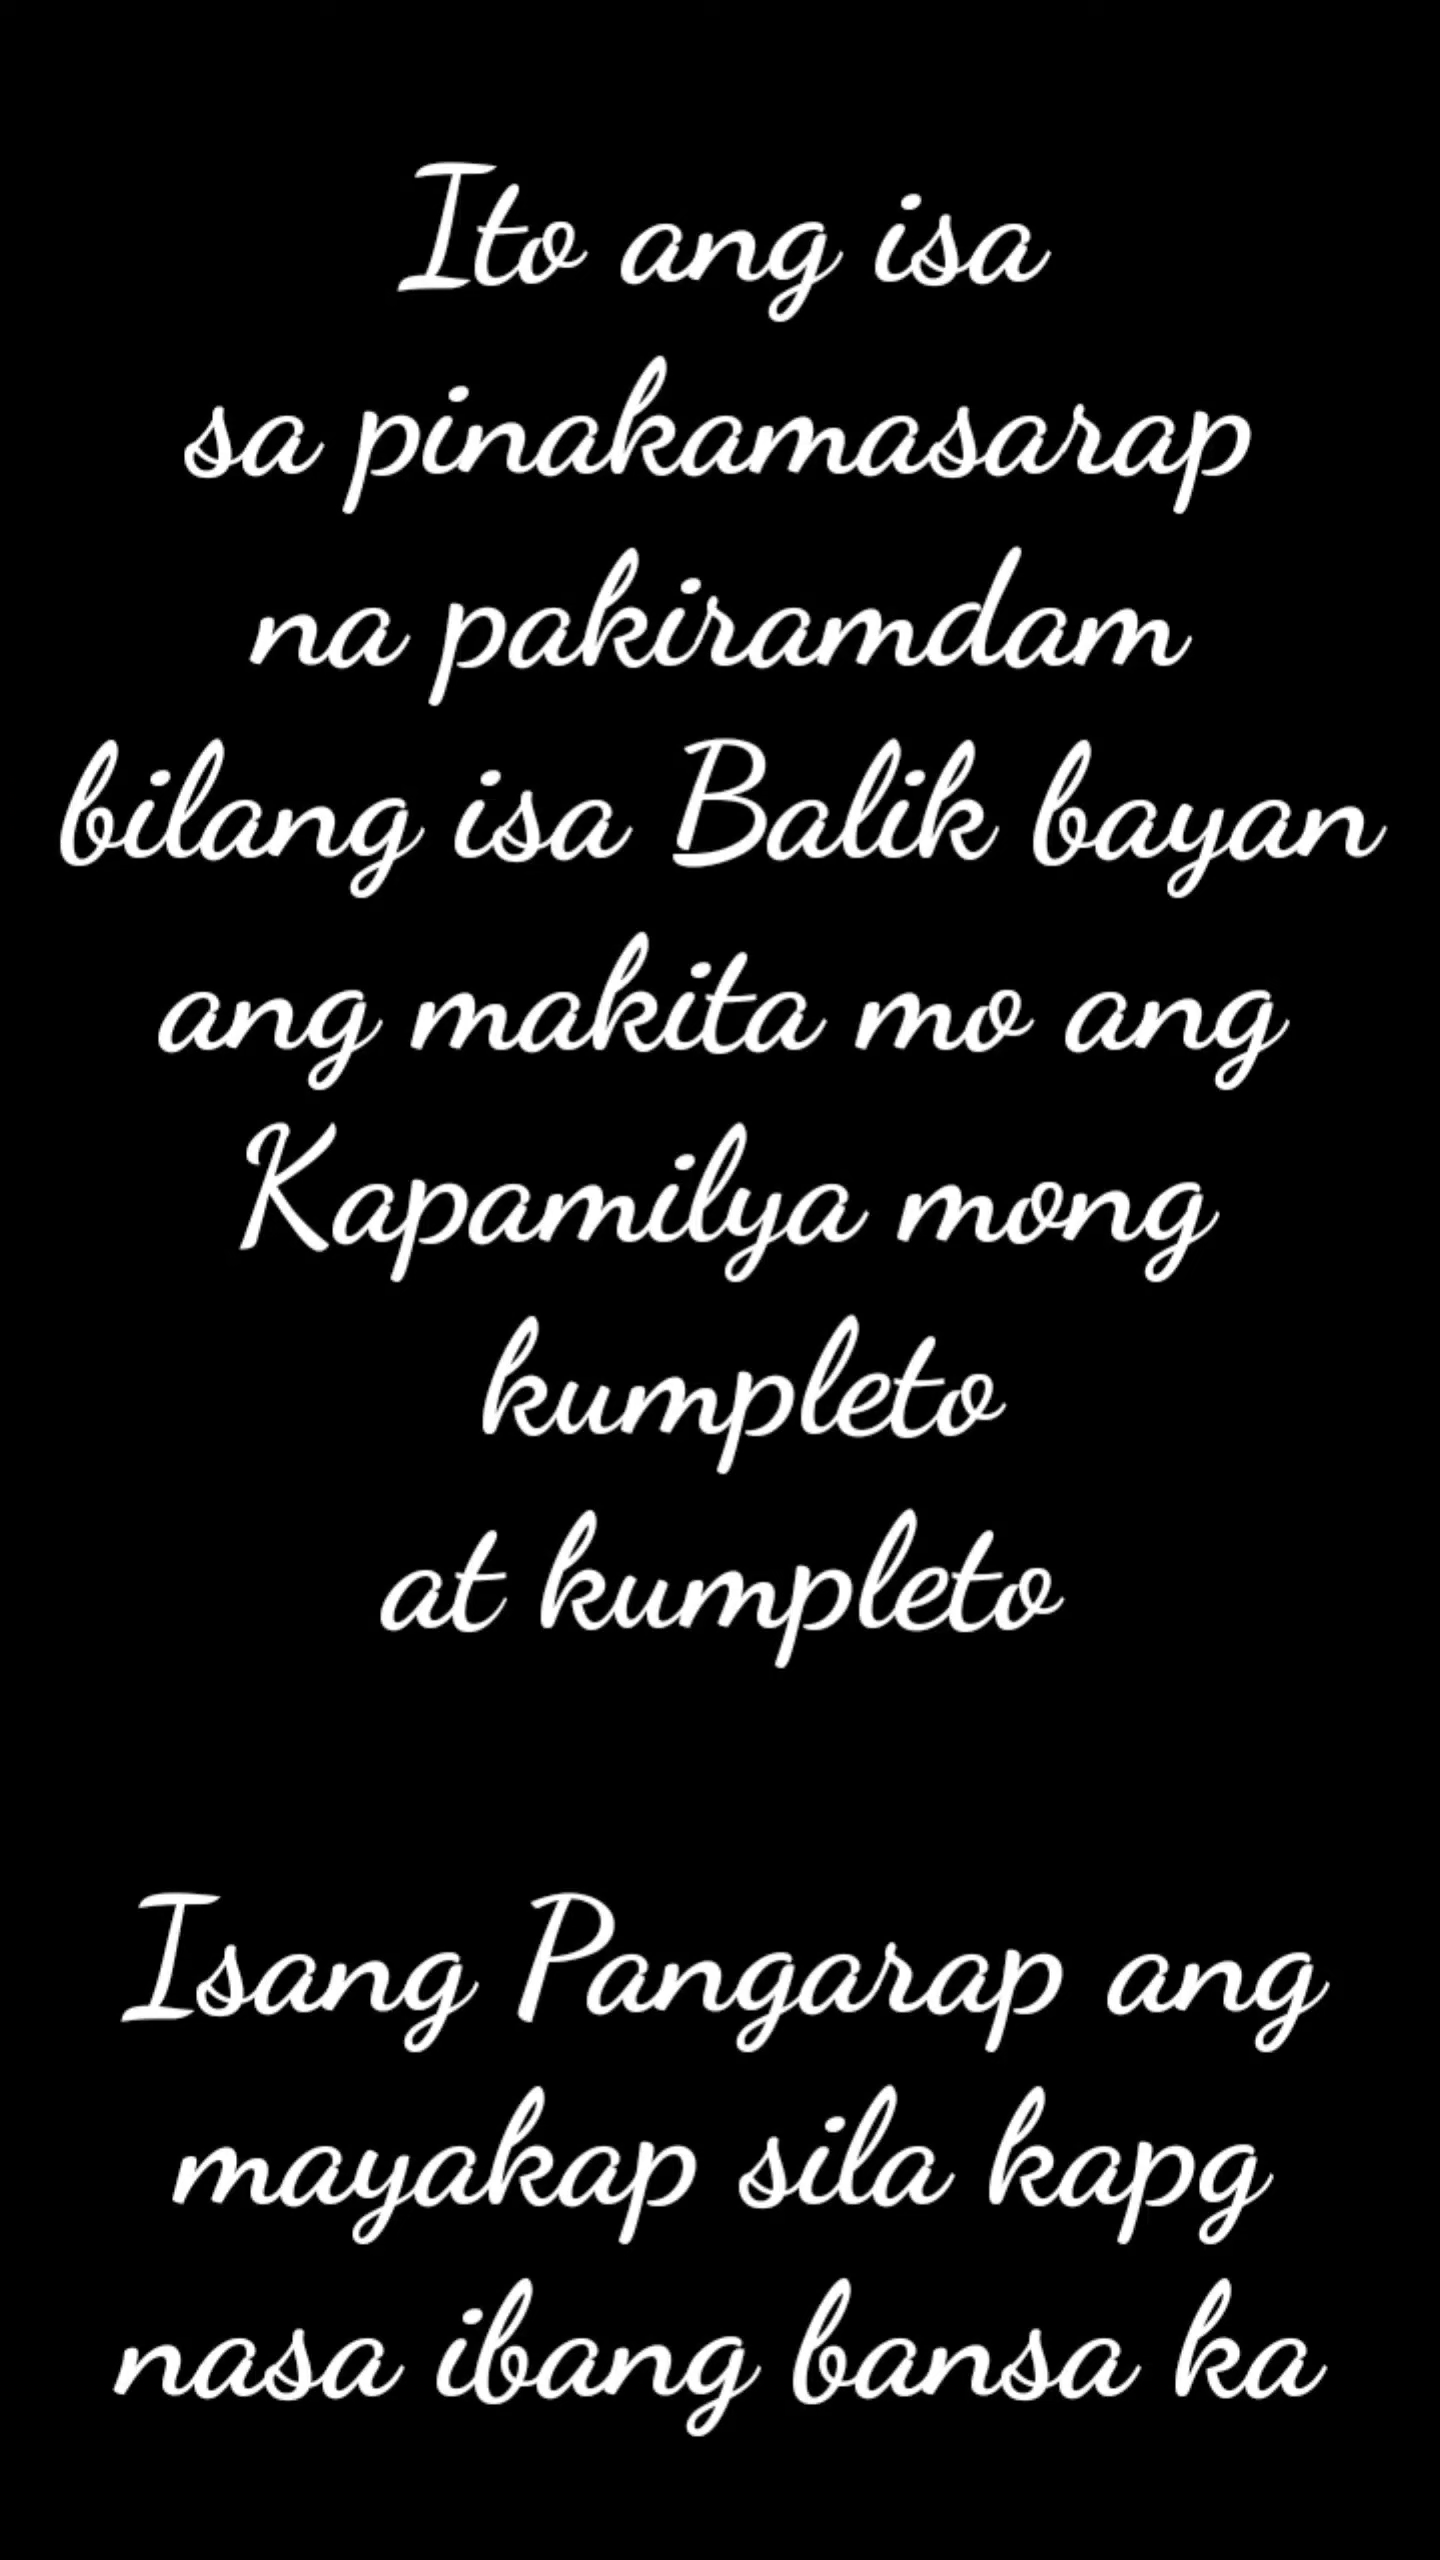 Ito ang isa
sa pinakamasarap
na pakiramdam
bilang isa Balik bayan
ang makita mo ang
Kapamilya mong
kumpleto
at kumpleto
Isang Pangarap ang
mayakap sila kapg
nasa ibang bansa ka